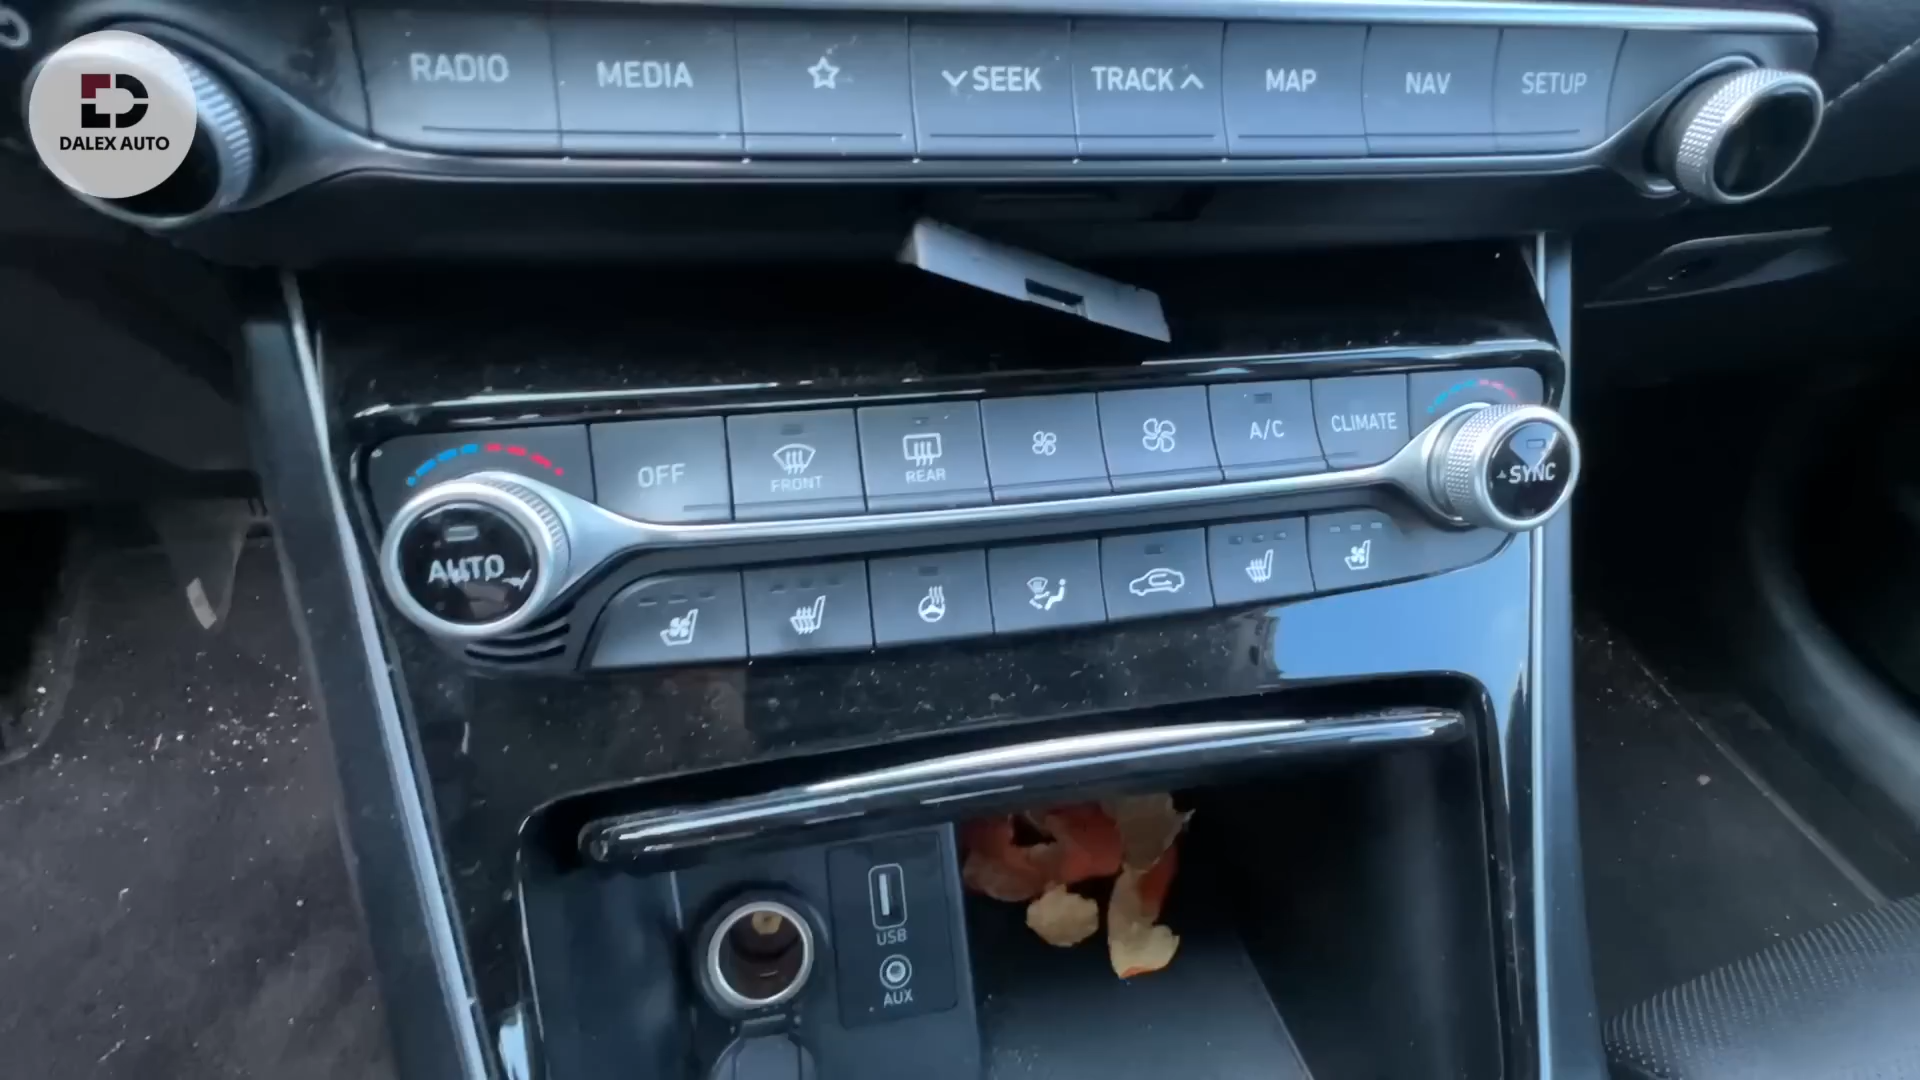 DALEX AUTO
RADIO
MEDIA
SEEK
TRACK
MAP
NAV
SETUP
OFF
FRONT
REAR
A/C
CLIMATE
SYNC
AUTO
USB
AUX